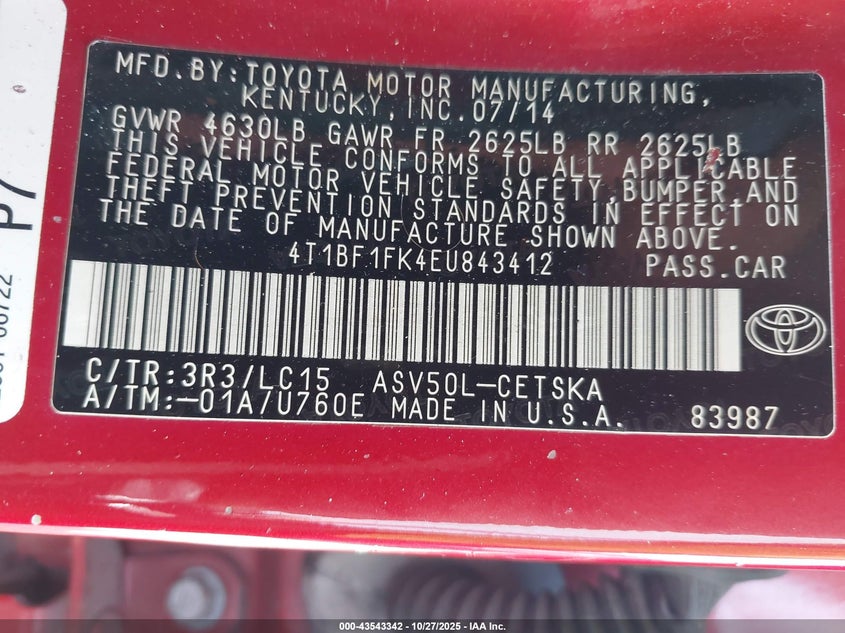 MFD.BY:TOYOTA MOTOR MANUFACTURING,
KENTUCKY, INC. 07/14
GVWR 4630LB GAWR FR 2625LB RR 2625LB
THIS VEHICLE CONFORMS TO ALL APPLICABLE
FEDERAL MOTOR VEHICLE SAFETY,BUMPER,AND
THEFT PREVENTION STANDARDS IN EFFECT ON
THE DATE OF MANUFACTURE SHOWN ABOVE.
4T1BF1FK4EU843412 PASS.CAR
C/TR:3R3/LC15 ASV50L-CETSKA
A/TM:-01A/U760E MADE IN U.S.A. 83987
P7
000-43543342 | 10/27/2025 | IAA Inc.